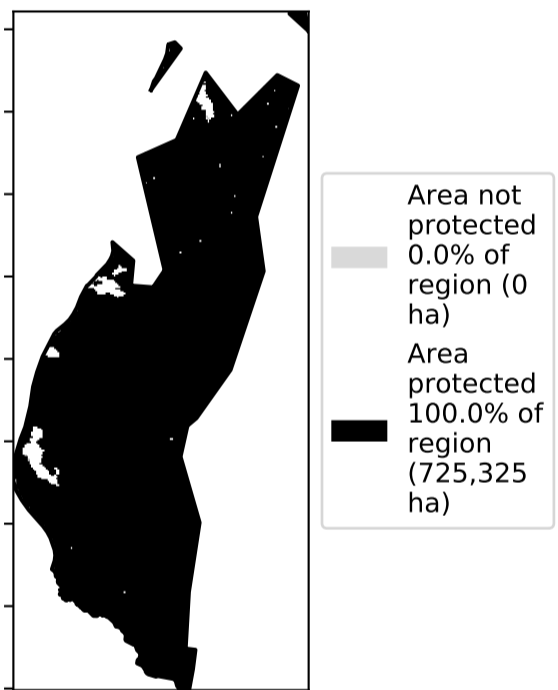 Area not
protected
0.0% of
region (0
ha)
Area
protected
100.0% of
region
(725,325
ha)